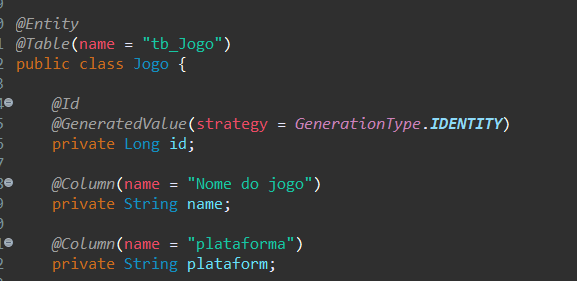 @Entity
@Table(name = "tb_Jogo")
public class Jogo {
@Id
@GeneratedValue(strategy = GenerationType.IDENTITY)
private Long id;
@Column(name = "Nome do jogo")
private String name;
@Column(name = "plataforma")
private String plataform;